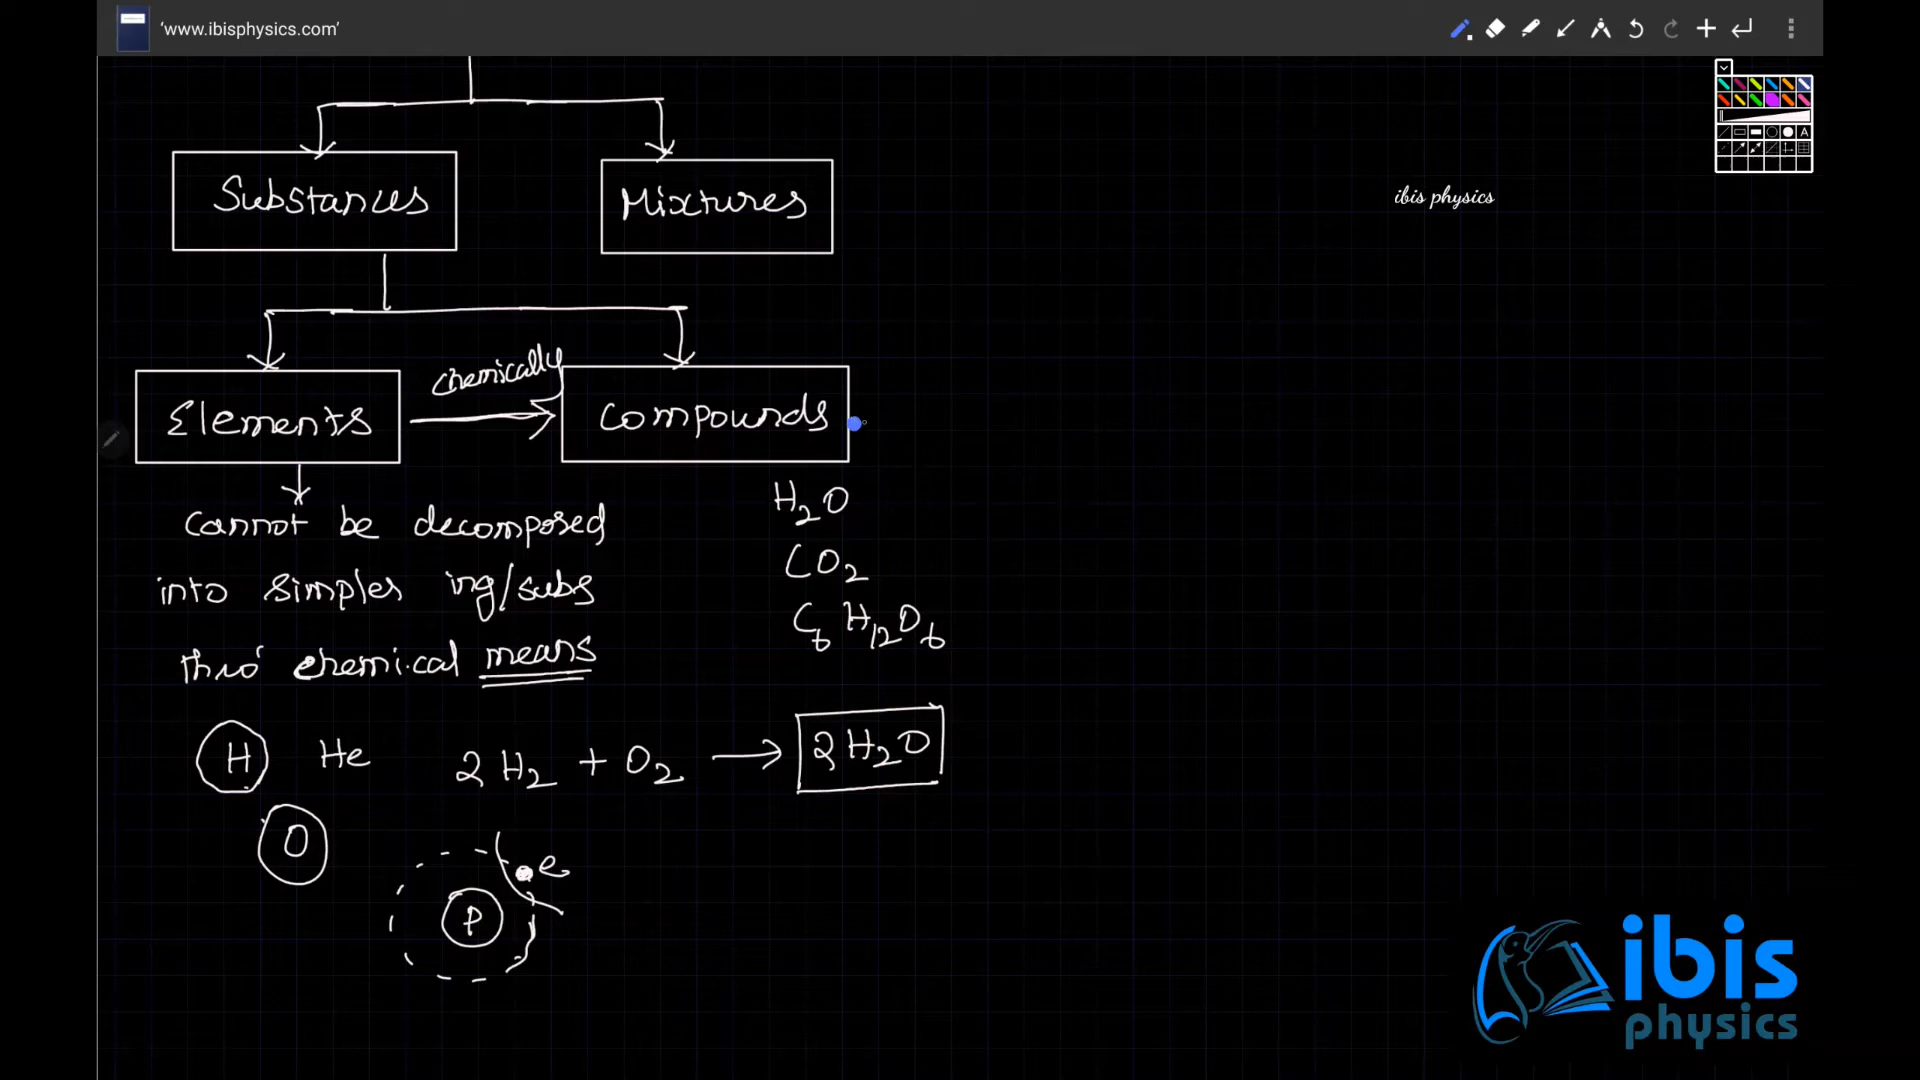 ‘www.ibisphysics.com’
A
ibis physics
Substances
Mixtures
chemically
Elements
Compounds
cannot be decomposed
into simples ing/subs
thro' chemical means
H₂O
CO₂
C₆H₁₂O₆
H He
2H₂ + O₂ → 2H₂O
O
e
P
ibis
physics